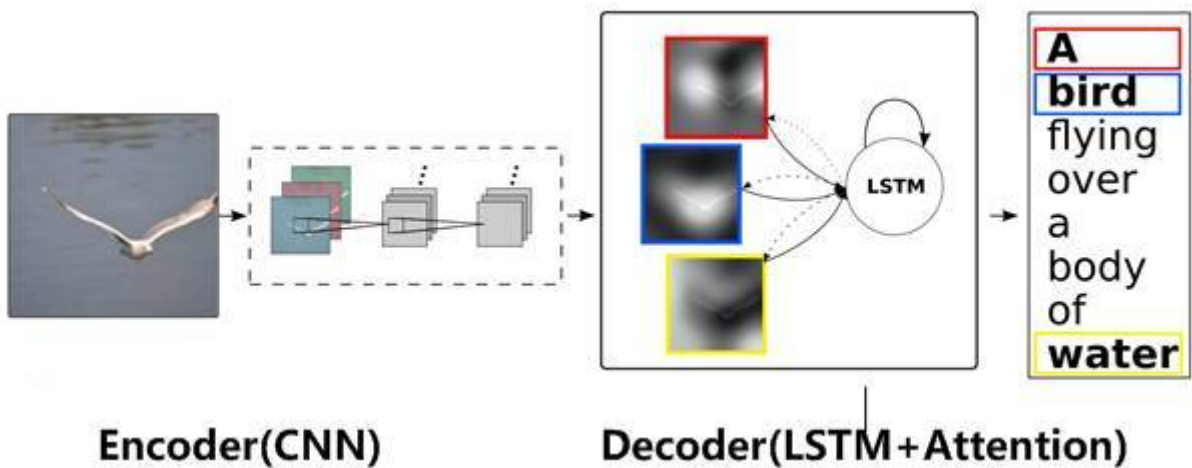 A
bird
flying
over
a
body
of
water
LSTM
Encoder(CNN)
Decoder(LSTM+Attention)